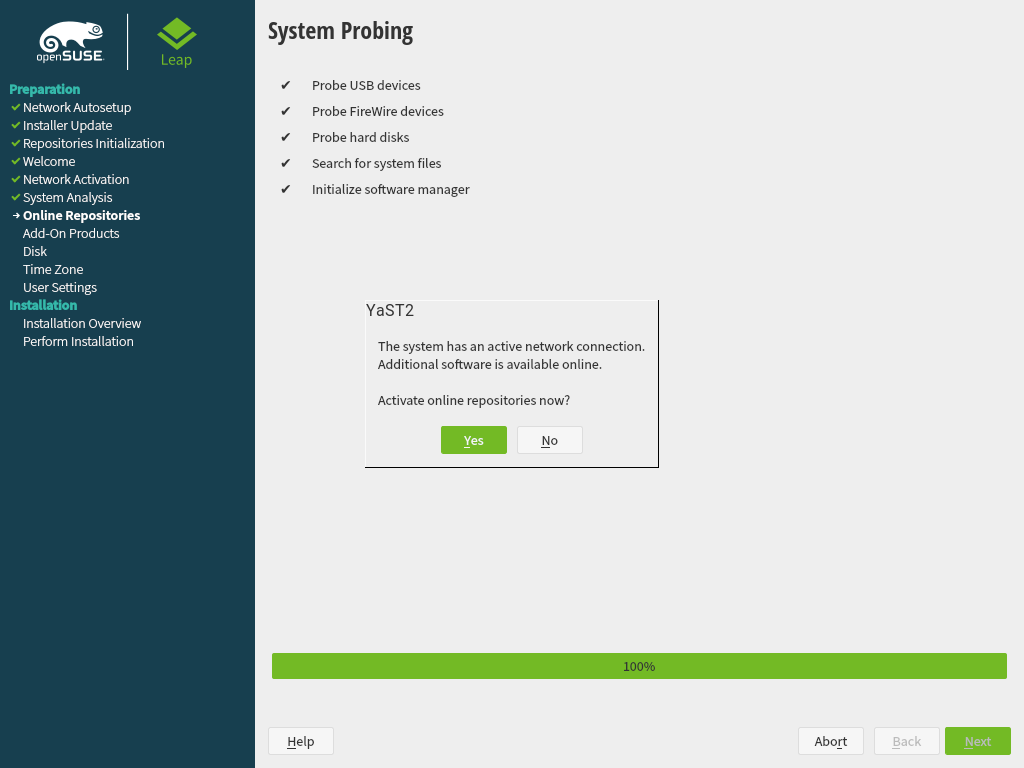 openSUSE
Leap
Preparation
Network Autosetup
Installer Update
Repositories Initialization
Welcome
Network Activation
System Analysis
Online Repositories
Add-On Products
Disk
Time Zone
User Settings
Installation
Installation Overview
Perform Installation
System Probing
Probe USB devices
Probe FireWire devices
Probe hard disks
Search for system files
Initialize software manager
YaST2
The system has an active network connection.
Additional software is available online.
Activate online repositories now?
Yes
No
100%
Help
Abort
Back
Next